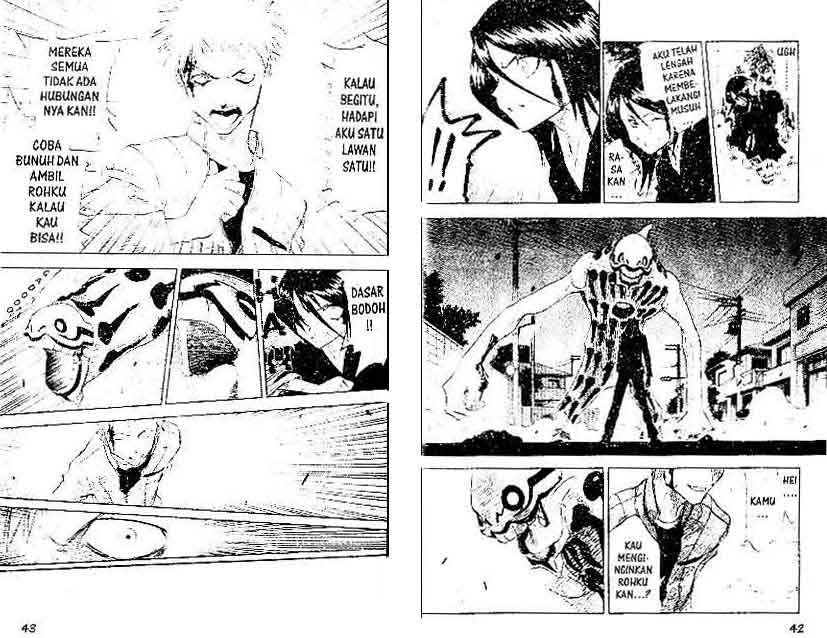 UGH
AKU TELAH
LENGAH
KARENA
MEMBE-
LAKANGI
MUSUH
RA-
SA
KAN
...
!!
HEI
....
KAMU
...
KAU
MENGI-
NGINKAN
ROHKU
KAN...?
42
KALAU
BEGITU,
HADAPI
AKU SATU
LAWAN
SATU!!
MEREKA
SEMUA
TIDAK ADA
HUBUNGAN
NYA KAN!!
COBA
BUNUH DAN
AMBIL
ROHKU
KALAU
KAU
BISA!!
DASAR
BODOH
!!
43